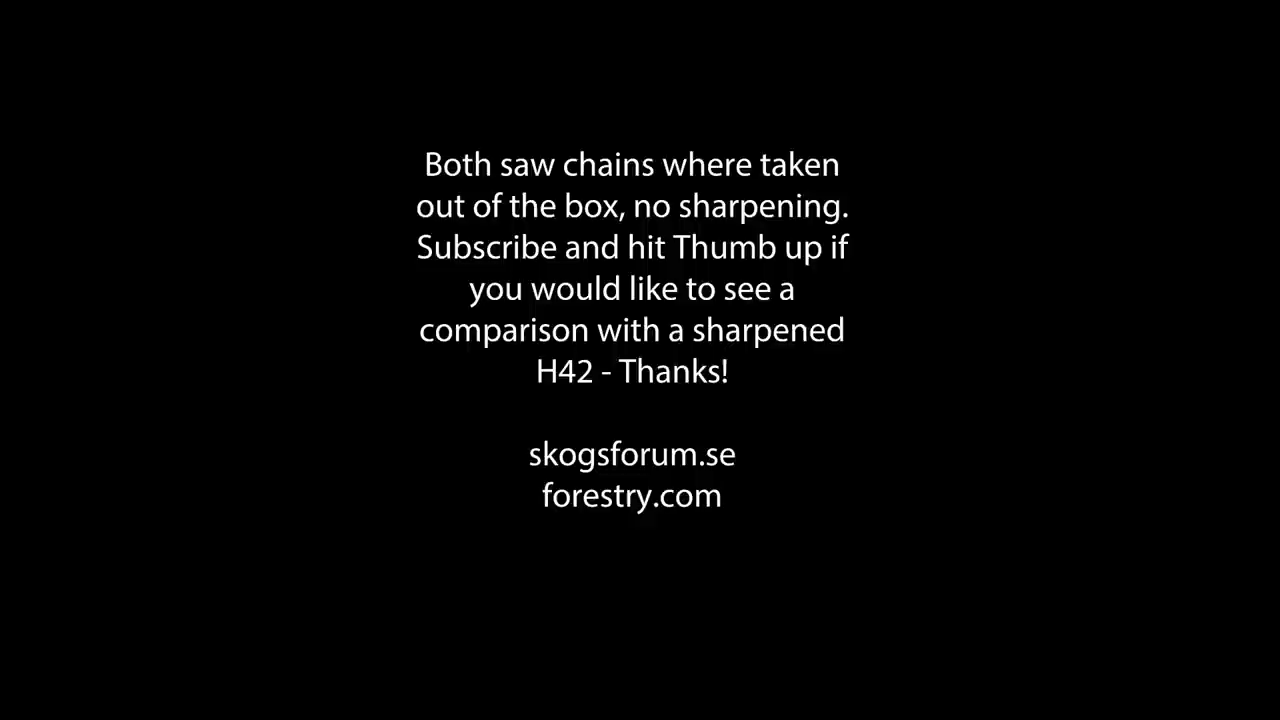 Both saw chains where taken
out of the box, no sharpening.
Subscribe and hit Thumb up if
you would like to see a
comparison with a sharpened
H42 - Thanks!
skogsforum.se
forestry.com